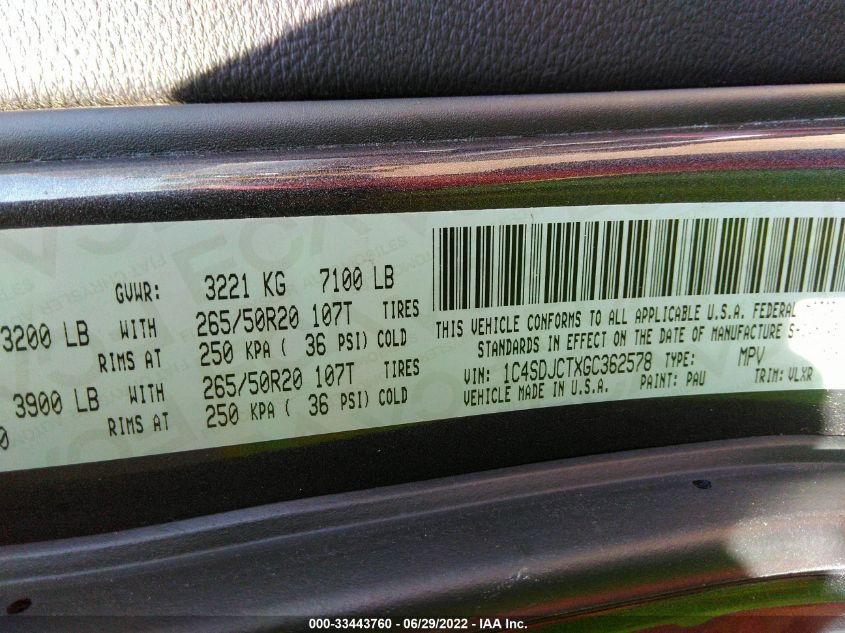 GVWR: 3221 KG 7100 LB
3200 LB WITH 265/50R20 107T TIRES
RIMS AT 250 KPA ( 36 PSI) COLD
3900 LB WITH 265/50R20 107T TIRES
RIMS AT 250 KPA ( 36 PSI) COLD
THIS VEHICLE CONFORMS TO ALL APPLICABLE U.S.A. FEDERAL
STANDARDS IN EFFECT ON THE DATE OF MANUFACTURE
VIN: 1C4SDJCTXGC362578 TYPE: MPV
VEHICLE MADE IN U.S.A. PAINT: PAU TRIM: VLXR
000-33443760 - 06/29/2022 - IAA Inc.